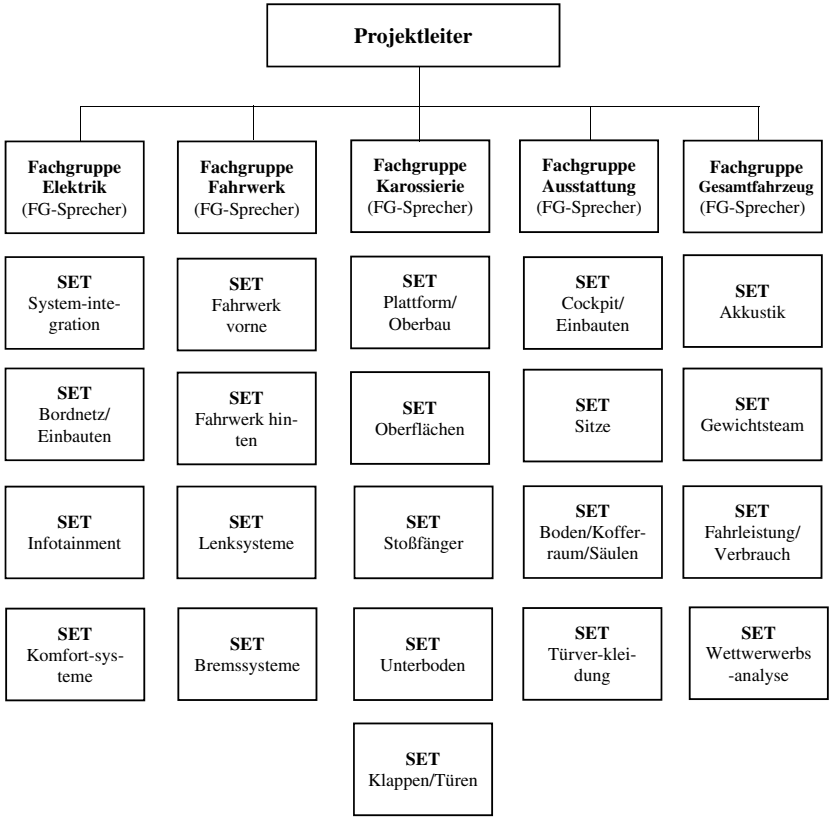 Projektleiter
Fachgruppe
Elektrik
(FG-Sprecher)
Fachgruppe
Fahrwerk
(FG-Sprecher)
Fachgruppe
Karossierie
(FG-Sprecher)
Fachgruppe
Ausstattung
(FG-Sprecher)
Fachgruppe
Gesamtfahrzeug
(FG-Sprecher)
SET
System-inte-
gration
SET
Fahrwerk
vorne
SET
Plattform/
Oberbau
SET
Cockpit/
Einbauten
SET
Akkustik
SET
Bordnetz/
Einbauten
SET
Fahrwerk hin-
ten
SET
Oberflächen
SET
Sitze
SET
Gewichtsteam
SET
Infotainment
SET
Lenksysteme
SET
Stoßfänger
SET
Boden/Koffer-
raum/Säulen
SET
Fahrleistung/
Verbrauch
SET
Komfort-sys-
teme
SET
Bremssysteme
SET
Unterboden
SET
Türver-klei-
dung
SET
Wettwerwerbs
-analyse
SET
Klappen/Türen